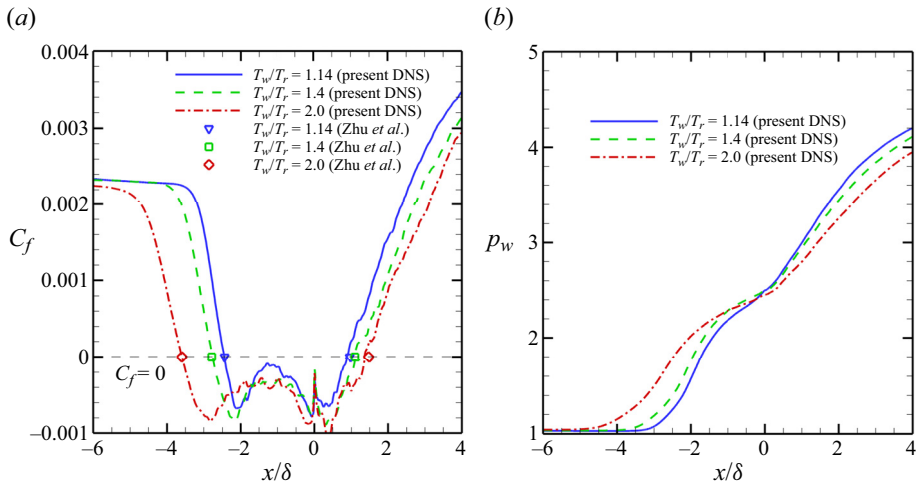 (a)
0.004
0.003
0.002
0.001
0
−0.001
C_f
T_w/T_r = 1.14 (present DNS)
T_w/T_r = 1.4 (present DNS)
T_w/T_r = 2.0 (present DNS)
T_w/T_r = 1.14 (Zhu et al.)
T_w/T_r = 1.4 (Zhu et al.)
T_w/T_r = 2.0 (Zhu et al.)
C_f = 0
−6 −4 −2 0 2 4
x/δ
(b)
5
4
3
2
1
p_w
T_w/T_r = 1.14 (present DNS)
T_w/T_r = 1.4 (present DNS)
T_w/T_r = 2.0 (present DNS)
−6 −4 −2 0 2 4
x/δ